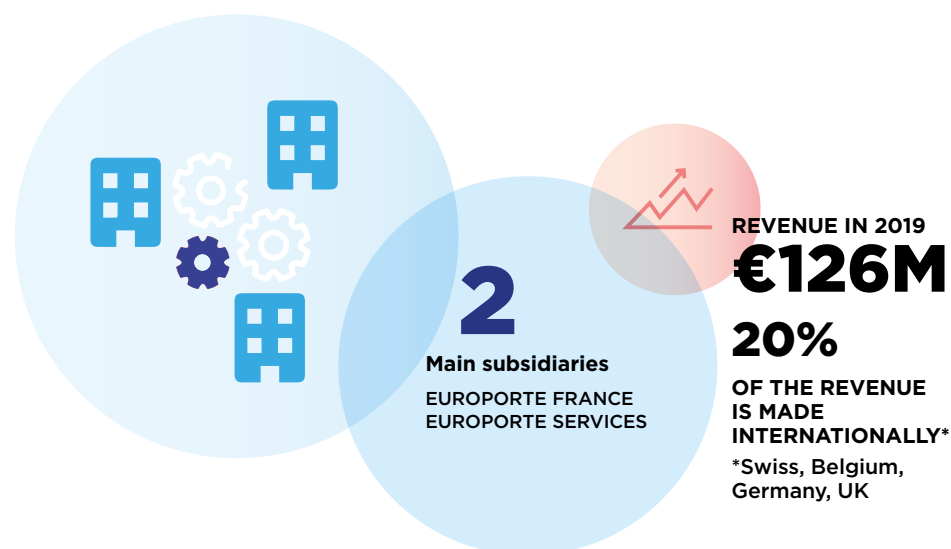 2
Main subsidiaries
EUROPORTE FRANCE
EUROPORTE SERVICES
REVENUE IN 2019
€126M
20%
OF THE REVENUE
IS MADE
INTERNATIONALLY*
*Swiss, Belgium,
Germany, UK